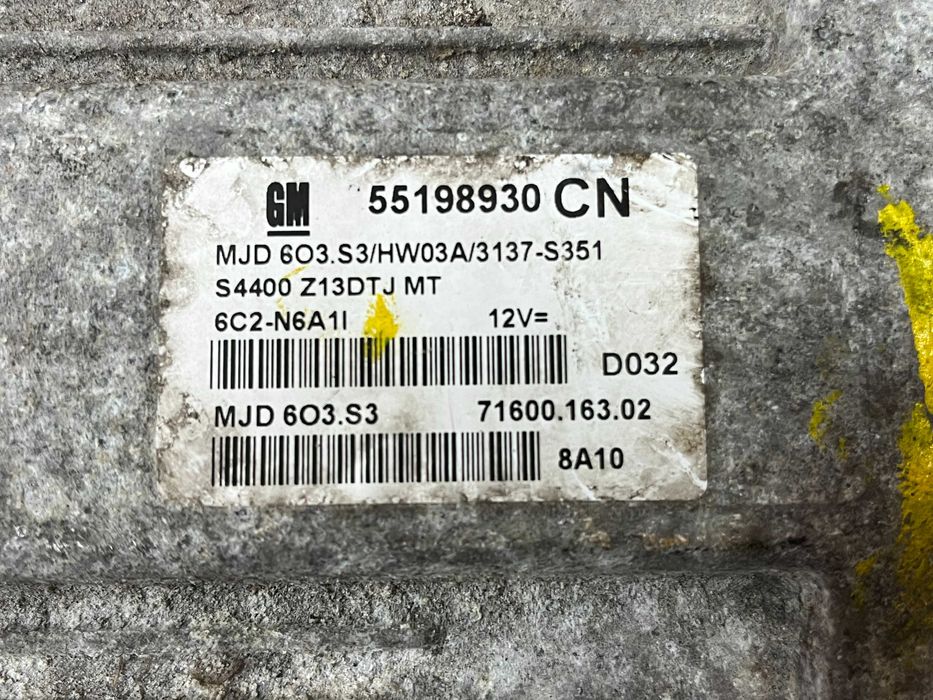 GM 55198930 CN
MJD 6O3.S3/HW03A/3137-S351
S4400 Z13DTJ MT
6C2-N6A1I 12V=
D032
MJD 6O3.S3 71600.163.02
8A10